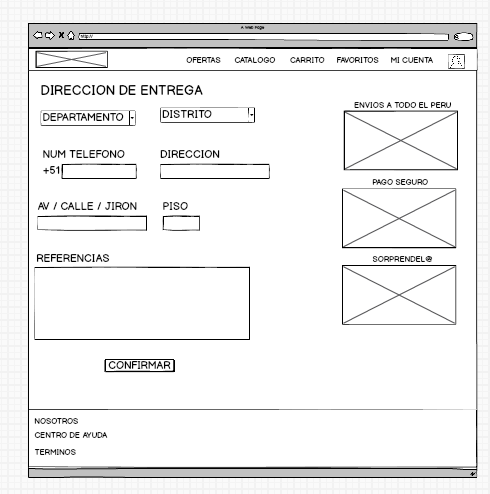 A Web Page
http://
OFERTAS CATALOGO CARRITO FAVORITOS MI CUENTA
DIRECCION DE ENTREGA
ENVIOS A TODO EL PERU
DEPARTAMENTO DISTRITO
NUM TELEFONO DIRECCION
+51
PAGO SEGURO
AV / CALLE / JIRON PISO
REFERENCIAS
SORPRENDEL@
CONFIRMAR
NOSOTROS
CENTRO DE AYUDA
TERMINOS